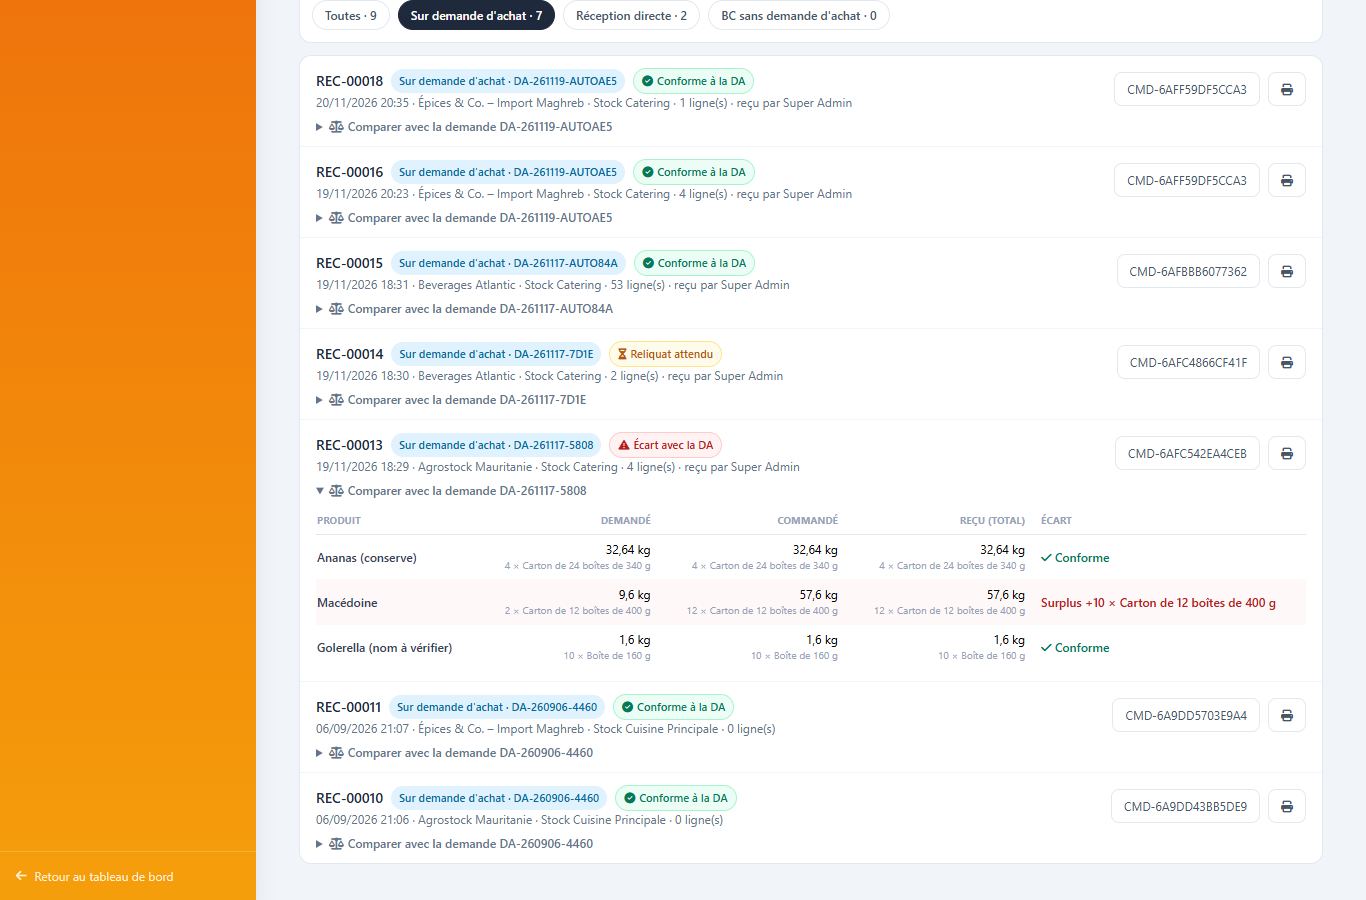 Toutes · 9 Sur demande d'achat · 7 Réception directe · 2 BC sans demande d'achat · 0
REC-00018 Sur demande d'achat · DA-261119-AUTOAE5 Conforme à la DA CMD-6AFF59DF5CCA3
20/11/2026 20:35 · Épices & Co. – Import Maghreb · Stock Catering · 1 ligne(s) · reçu par Super Admin
Comparer avec la demande DA-261119-AUTOAE5
REC-00016 Sur demande d'achat · DA-261119-AUTOAE5 Conforme à la DA CMD-6AFF59DF5CCA3
19/11/2026 20:23 · Épices & Co. – Import Maghreb · Stock Catering · 4 ligne(s) · reçu par Super Admin
Comparer avec la demande DA-261119-AUTOAE5
REC-00015 Sur demande d'achat · DA-261117-AUTO84A Conforme à la DA CMD-6AFBBB6077362
19/11/2026 18:31 · Beverages Atlantic · Stock Catering · 53 ligne(s) · reçu par Super Admin
Comparer avec la demande DA-261117-AUTO84A
REC-00014 Sur demande d'achat · DA-261117-7D1E Reliquat attendu CMD-6AFC4866CF41F
19/11/2026 18:30 · Beverages Atlantic · Stock Catering · 2 ligne(s) · reçu par Super Admin
Comparer avec la demande DA-261117-7D1E
REC-00013 Sur demande d'achat · DA-261117-5808 Écart avec la DA CMD-6AFC542EA4CEB
19/11/2026 18:29 · Agrostock Mauritanie · Stock Catering · 4 ligne(s) · reçu par Super Admin
Comparer avec la demande DA-261117-5808
PRODUIT DEMANDÉ COMMANDÉ REÇU (TOTAL) ÉCART
Ananas (conserve) 32,64 kg 32,64 kg 32,64 kg Conforme
4 × Carton de 24 boîtes de 340 g 4 × Carton de 24 boîtes de 340 g 4 × Carton de 24 boîtes de 340 g
Macédoine 9,6 kg 57,6 kg 57,6 kg Surplus +10 × Carton de 12 boîtes de 400 g
2 × Carton de 12 boîtes de 400 g 12 × Carton de 12 boîtes de 400 g 12 × Carton de 12 boîtes de 400 g
Golerella (nom à vérifier) 1,6 kg 1,6 kg 1,6 kg Conforme
10 × Boîte de 160 g 10 × Boîte de 160 g 10 × Boîte de 160 g
REC-00011 Sur demande d'achat · DA-260906-4460 Conforme à la DA CMD-6A9DD5703E9A4
06/09/2026 21:07 · Épices & Co. – Import Maghreb · Stock Cuisine Principale · 0 ligne(s)
Comparer avec la demande DA-260906-4460
REC-00010 Sur demande d'achat · DA-260906-4460 Conforme à la DA CMD-6A9DD43BB5DE9
06/09/2026 21:06 · Agrostock Mauritanie · Stock Cuisine Principale · 0 ligne(s)
Comparer avec la demande DA-260906-4460
Retour au tableau de bord